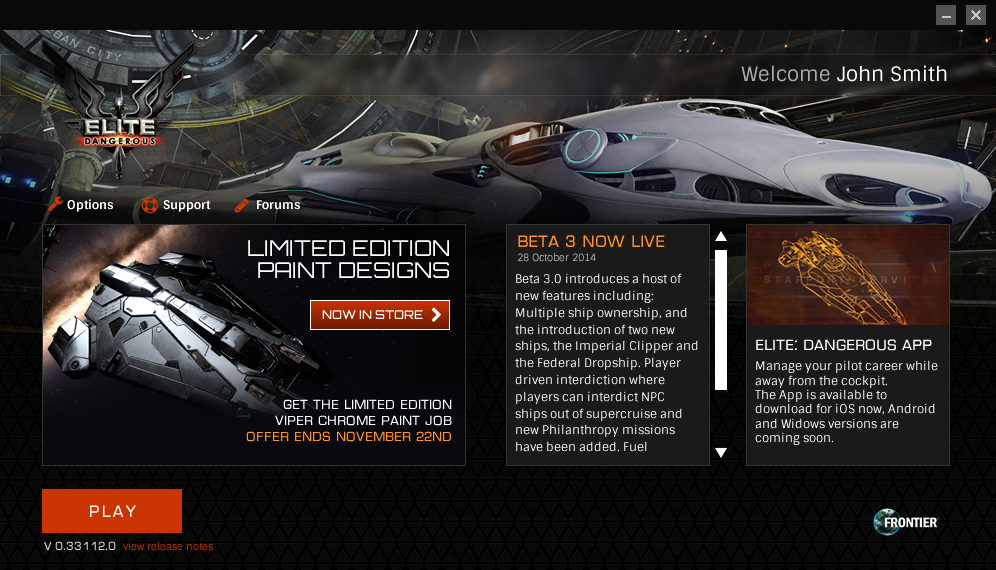 BAN CITY
Welcome John Smith
ELITE
DANGEROUS
Options
Support
Forums
LIMITED EDITION
PAINT DESIGNS
NOW IN STORE
GET THE LIMITED EDITION
VIPER CHROME PAINT JOB
OFFER ENDS NOVEMBER 22ND
BETA 3 NOW LIVE
28 October 2014
Beta 3.0 introduces a host of
new features including:
Multiple ship ownership, and
the introduction of two new
ships, the Imperial Clipper and
the Federal Dropship. Player
driven interdiction where
players can interdict NPC
ships out of supercruise and
new Philanthropy missions
have been added. Fuel
ELITE: DANGEROUS APP
Manage your pilot career while
away from the cockpit.
The App is available to
download for iOS now, Android
and Widows versions are
coming soon.
PLAY
V 0.33112.0 view release notes
FRONTIER